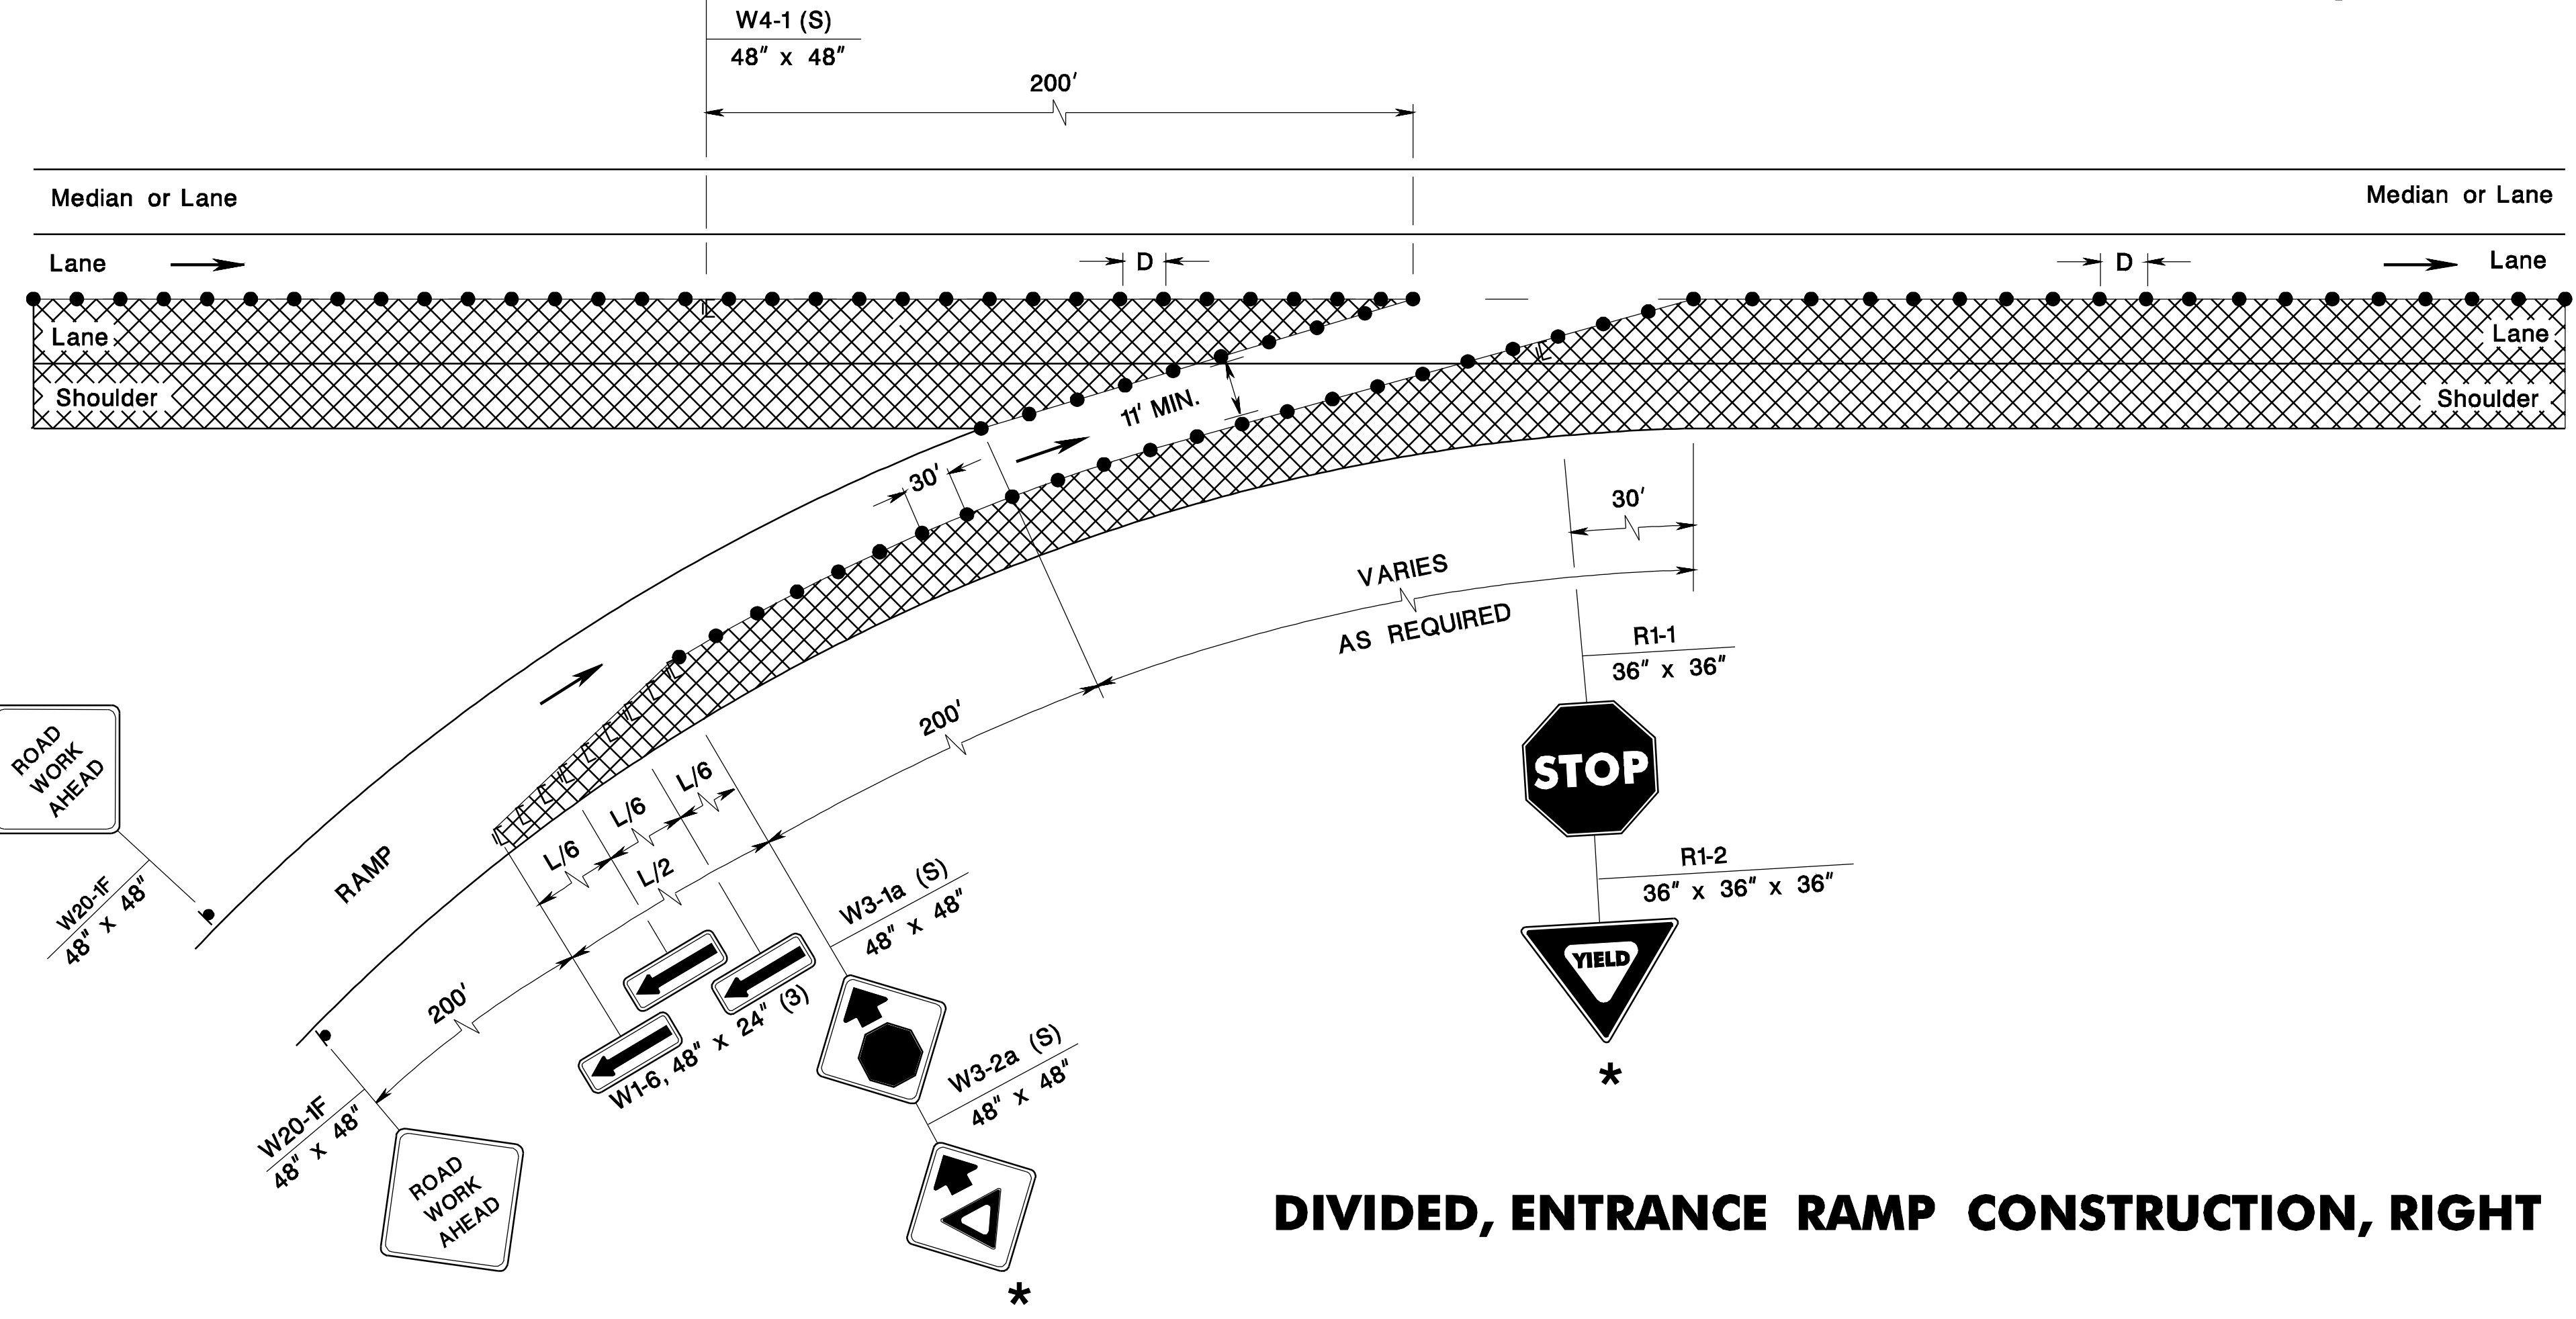 W4-1 (S)
48" x 48"
200'
Median or Lane
Median or Lane
Lane
D
D
Lane
Lane
Lane
Shoulder
Shoulder
11' MIN.
30'
30'
VARIES
AS REQUIRED
R1-1
36" x 36"
STOP
R1-2
36" x 36" x 36"
YIELD
*
200'
L/6
L/6
L/6
L/2
RAMP
ROAD
WORK
AHEAD
W20-1F
48" x 48"
W3-1a (S)
48" x 48"
W1-6, 48" x 24" (3)
200'
W3-2a (S)
48" x 48"
*
W20-1F
48" x 48"
ROAD
WORK
AHEAD
DIVIDED, ENTRANCE RAMP CONSTRUCTION, RIGHT